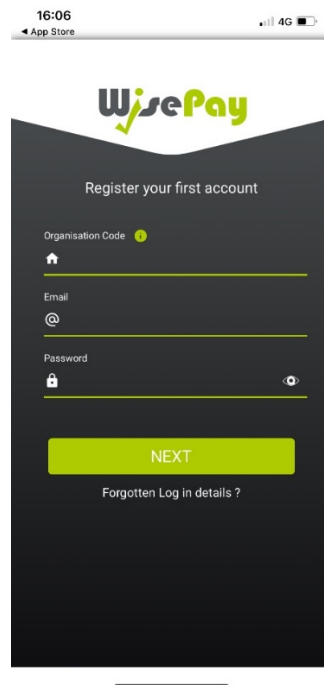 16:06
4G
◀ App Store
WisePay
Register your first account
Organisation Code i
Email
@
Password
NEXT
Forgotten Log in details ?